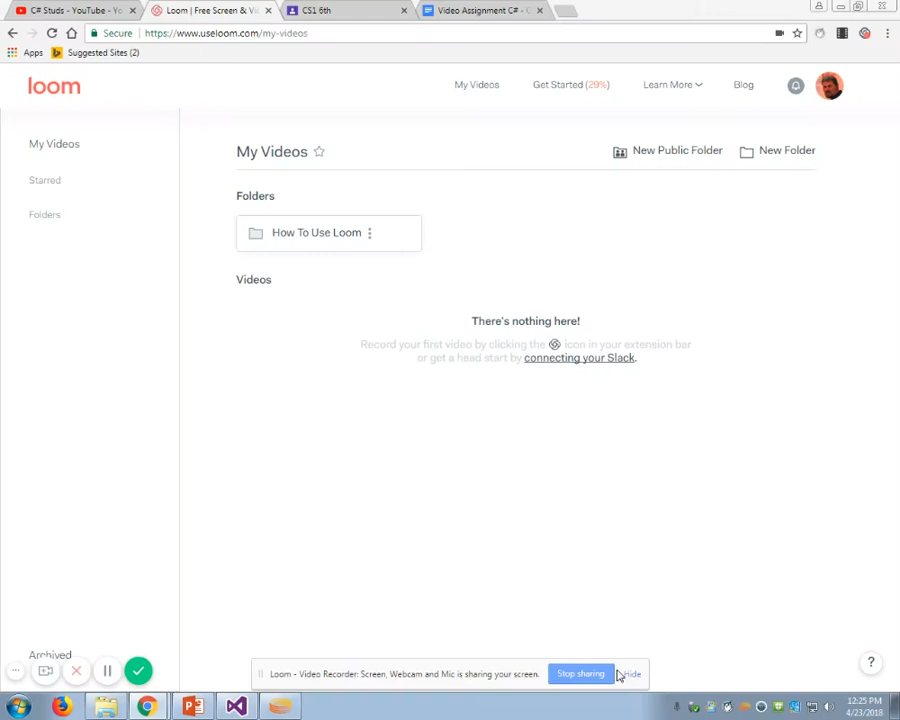 C# Studs - YouTube - Yo
Loom | Free Screen & Vi
CS1 6th
Video Assignment C# - G
Secure
https://www.useloom.com/my-videos
Apps
Suggested Sites (2)
loom
My Videos
Get Started (29%)
Learn More
Blog
My Videos
Starred
Folders
My Videos
New Public Folder
New Folder
Folders
How To Use Loom
Videos
There's nothing here!
Record your first video by clicking the icon in your extension bar
or get a head start by connecting your Slack.
Archived
Loom - Video Recorder: Screen, Webcam and Mic is sharing your screen.
Stop sharing
Hide
?
12:25 PM
4/23/2018